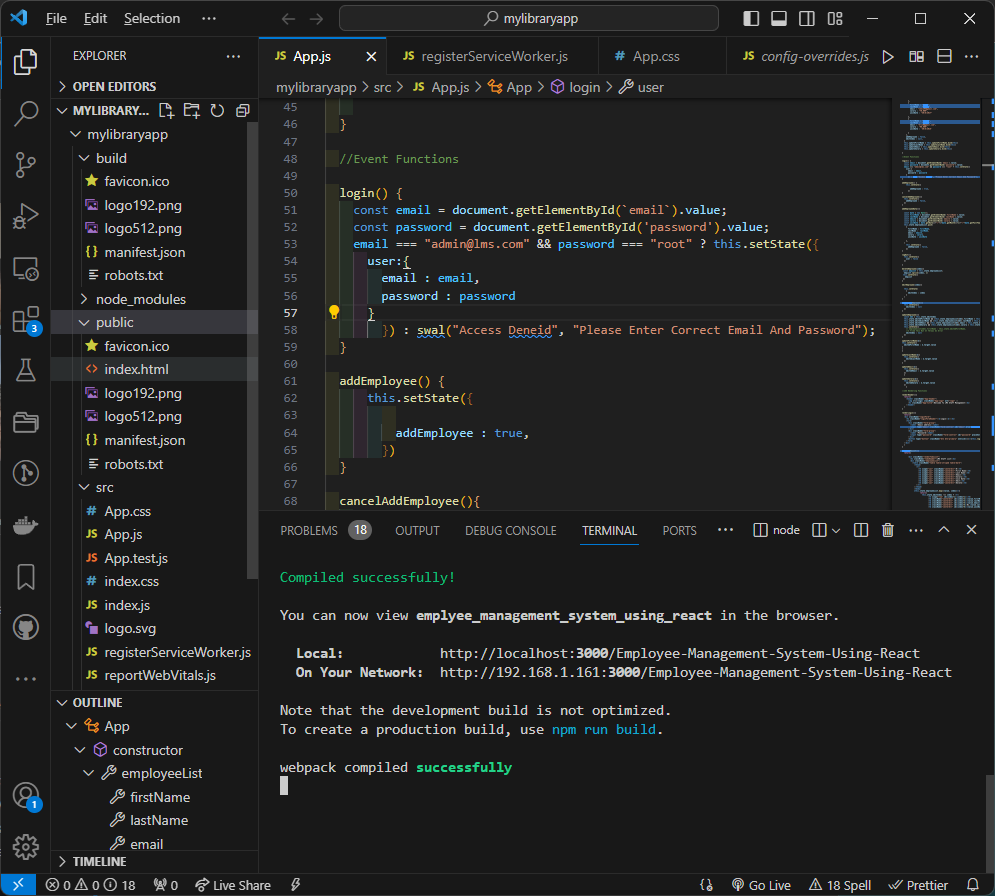 File Edit Selection ··· mylibraryapp
EXPLORER ···
App.js registerServiceWorker.js App.css config-overrides.js ···
mylibraryapp > src > JS App.js > App > login > user
OPEN EDITORS
MYLIBRARY...
mylibraryapp
build
favicon.ico
logo192.png
logo512.png
{} manifest.json
robots.txt
node_modules
public
favicon.ico
<> index.html
logo192.png
logo512.png
{} manifest.json
robots.txt
src
# App.css
JS App.js
JS App.test.js
# index.css
JS index.js
logo.svg
JS registerServiceWorker.js
JS reportWebVitals.js
OUTLINE
App
constructor
employeeList
firstName
lastName
email
TIMELINE
45
46 }
47
48 //Event Functions
49
50 login() {
51 const email = document.getElementById(`email`).value;
52 const password = document.getElementById('password').value;
53 email === "admin@lms.com" && password === "root" ? this.setState({
54 user:{
55 email : email,
56 password : password
57 }
58 }) : swal("Access Deneid", "Please Enter Correct Email And Password");
59 }
60
61 addEmployee() {
62 this.setState({
63
64 addEmployee : true,
65 })
66 }
67
68 cancelAddEmployee(){
PROBLEMS 18 OUTPUT DEBUG CONSOLE TERMINAL PORTS ··· node ···
Compiled successfully!
You can now view emplyee_management_system_using_react in the browser.
Local: http://localhost:3000/Employee-Management-System-Using-React
On Your Network: http://192.168.1.161:3000/Employee-Management-System-Using-React
Note that the development build is not optimized.
To create a production build, use npm run build.
webpack compiled successfully
3
1
0 0 18 0 Live Share Go Live 18 Spell Prettier